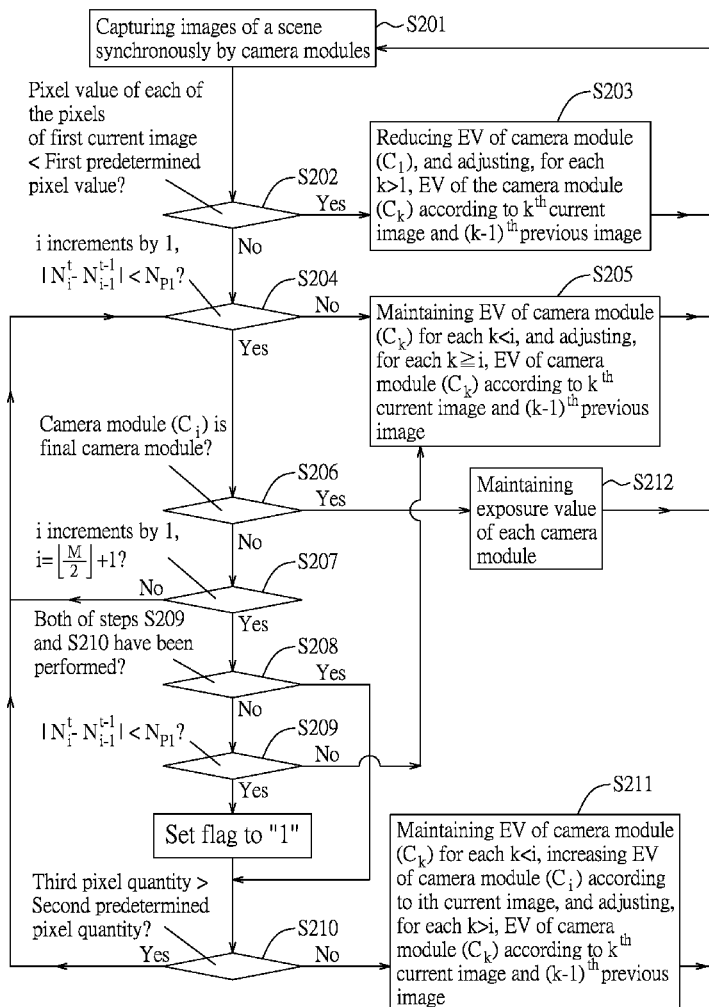 Capturing images of a scene
synchronously by camera modules
S201
Pixel value of each of
the pixels
of first current image
< First predetermined
pixel value?
S202
Yes
No
S203
Reducing EV of camera module
(C₁), and adjusting, for each
k>1, EV of the camera module
(Cₖ) according to kᵗʰ current
image and (k-1)ᵗʰ previous image
i increments by 1,
| Nᵢᵗ- Nᵢ₋₁ᵗ⁻¹| < N_P1?
S204
No
Yes
S205
Maintaining EV of camera module
(Cₖ) for each k<i, and adjusting,
for each k≧i, EV of camera
module (Cₖ) according to kᵗʰ
current image and (k-1)ᵗʰ previous
image
Camera module (C ᵢ) is
final camera module?
S206
Yes
No
S212
Maintaining
exposure value
of each camera
module
i increments by 1,
i=⌊M/2⌋+1?
S207
No
Yes
Both of steps S209
and S210 have been
performed?
S208
Yes
No
| Nᵢᵗ- Nᵢ₋₁ᵗ⁻¹| < N_P1?
S209
No
Yes
Set flag to "1"
Third pixel quantity >
Second predetermined
pixel quantity?
S210
Yes
No
S211
Maintaining EV of camera module
(Cₖ) for each k<i, increasing EV
of camera module (Cᵢ) according
to ith current image, and adjusting,
for each k>i, EV of camera
module (Cₖ) according to kᵗʰ
current image and (k-1)ᵗʰ previous
image